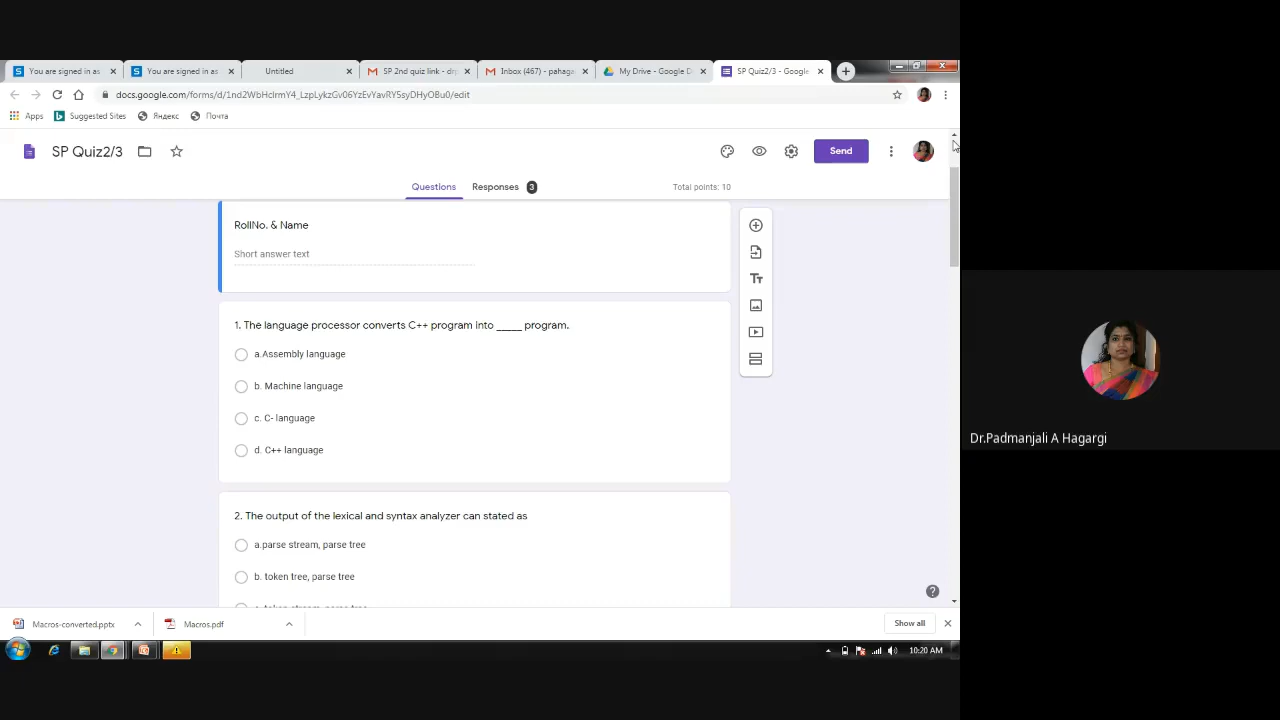 You are signed in as
You are signed in as
Untitled
SP 2nd quiz link - drp
Inbox (467) - pahaga
My Drive - Google D
SP Quiz2/3 - Google
docs.google.com/forms/d/1nd2WbHclrmY4_LzpLykzGv06YzEvYavRY5syDHyOBu0/edit
Apps
Suggested Sites
Яндекс
Почта
SP Quiz2/3
Send
Questions
Responses 3
Total points: 10
RollNo. & Name
Short answer text
1. The language processor converts C++ program into _____ program.
a.Assembly language
b. Machine language
c. C- language
d. C++ language
2. The output of the lexical and syntax analyzer can stated as
a.parse stream, parse tree
b. token tree, parse tree
Dr.Padmanjali A Hagargi
Macros-converted.pptx
Macros.pdf
Show all
10:20 AM